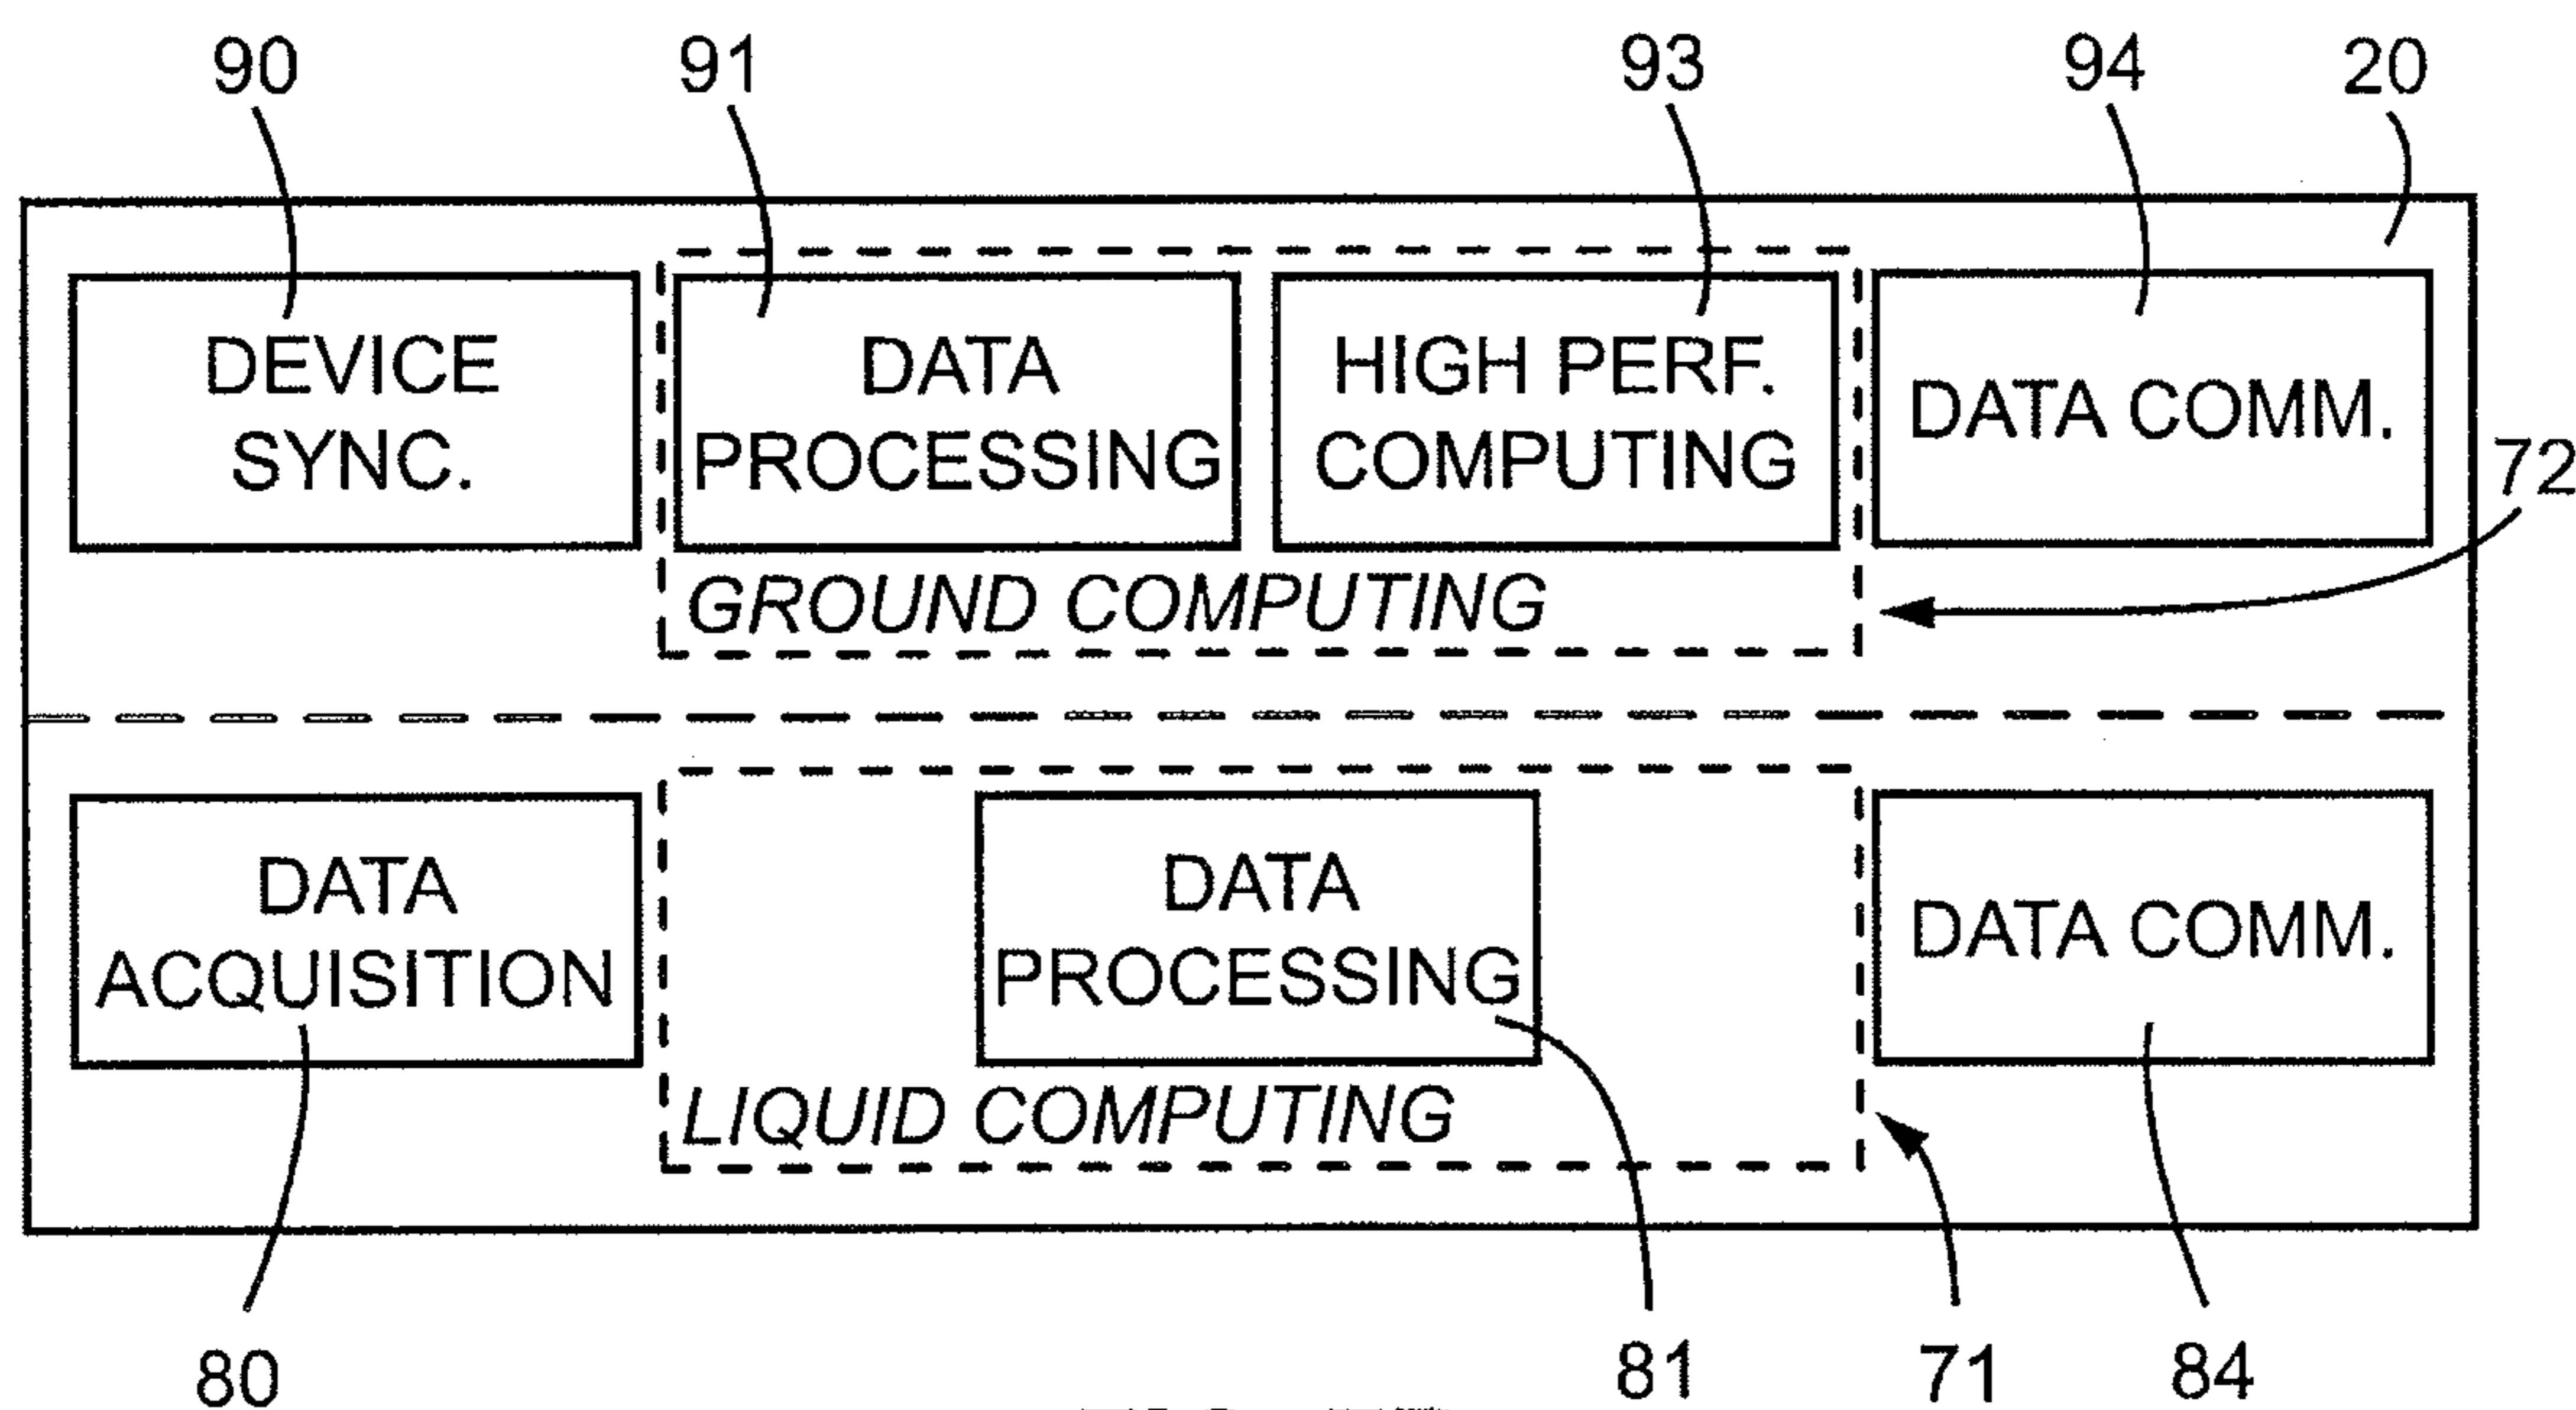 90 91 93 94 20
DEVICE SYNC.
DATA PROCESSING
HIGH PERF. COMPUTING
DATA COMM.
72
GROUND COMPUTING
DATA ACQUISITION
DATA PROCESSING
DATA COMM.
LIQUID COMPUTING
80 81 71 84